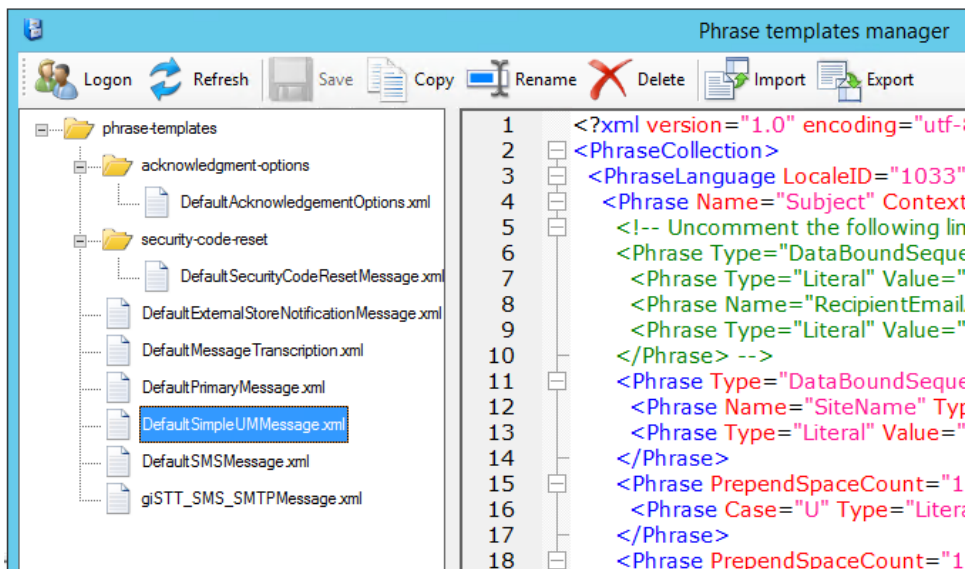 Phrase templates manager
Logon Refresh Save Copy Rename Delete Import Export
phrase-templates
acknowledgment-options
DefaultAcknowledgementOptions.xml
security-code-reset
DefaultSecurityCodeResetMessage.xml
DefaultExternalStoreNotificationMessage.xml
DefaultMessageTranscription.xml
DefaultPrimaryMessage.xml
DefaultSimpleUMMessage.xml
DefaultSMSMessage.xml
giSTT_SMS_SMTPMessage.xml
1 <?xml version="1.0" encoding="utf-8
2 <PhraseCollection>
3 <PhraseLanguage LocaleID="1033"
4 <Phrase Name="Subject" Context
5 <!-- Uncomment the following lin
6 <Phrase Type="DataBoundSeque
7 <Phrase Type="Literal" Value="
8 <Phrase Name="RecipientEmail
9 <Phrase Type="Literal" Value="
10 </Phrase> -->
11 <Phrase Type="DataBoundSeque
12 <Phrase Name="SiteName" Typ
13 <Phrase Type="Literal" Value="
14 </Phrase>
15 <Phrase PrependSpaceCount="1
16 <Phrase Case="U" Type="Litera
17 </Phrase>
18 <Phrase PrependSpaceCount="1